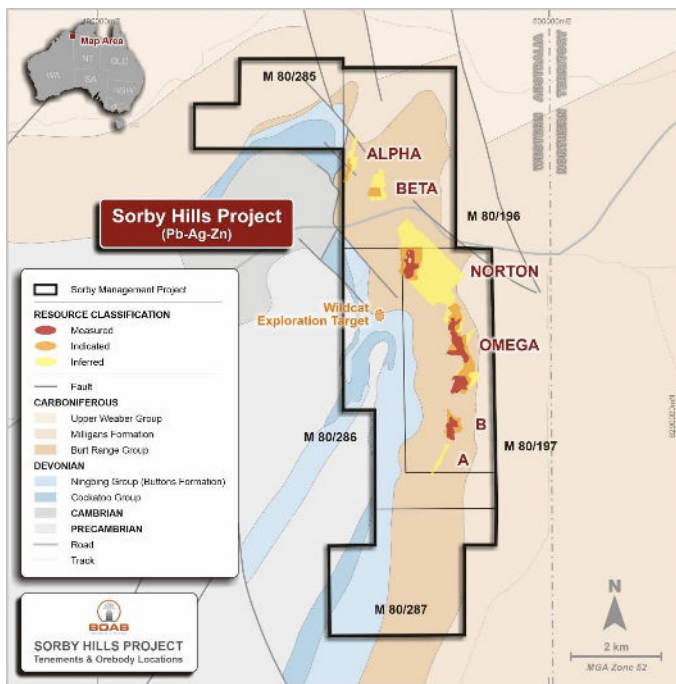 Map Area
WA
NT
SA
QLD
NSW
600000mE
M 80/285
ALPHA
BETA
WESTERN AUSTRALIA
NORTHERN TERRITORY
M 80/196
Sorby Hills Project
(Pb-Ag-Zn)
NORTON
Wildcat
Exploration Target
OMEGA
B
A
M 80/286
M 80/197
M 80/287
Sorby Management Project
RESOURCE CLASSIFICATION
Measured
Indicated
Inferred
Fault
CARBONIFEROUS
Upper Weaber Group
Milligans Formation
Burt Range Group
DEVONIAN
Ningbing Group (Buttons Formation)
Cockatoo Group
CAMBRIAN
PRECAMBRIAN
Road
Track
BOAB
SORBY HILLS PROJECT
Tenements & Orebody Locations
N
2 km
MGA Zone 52